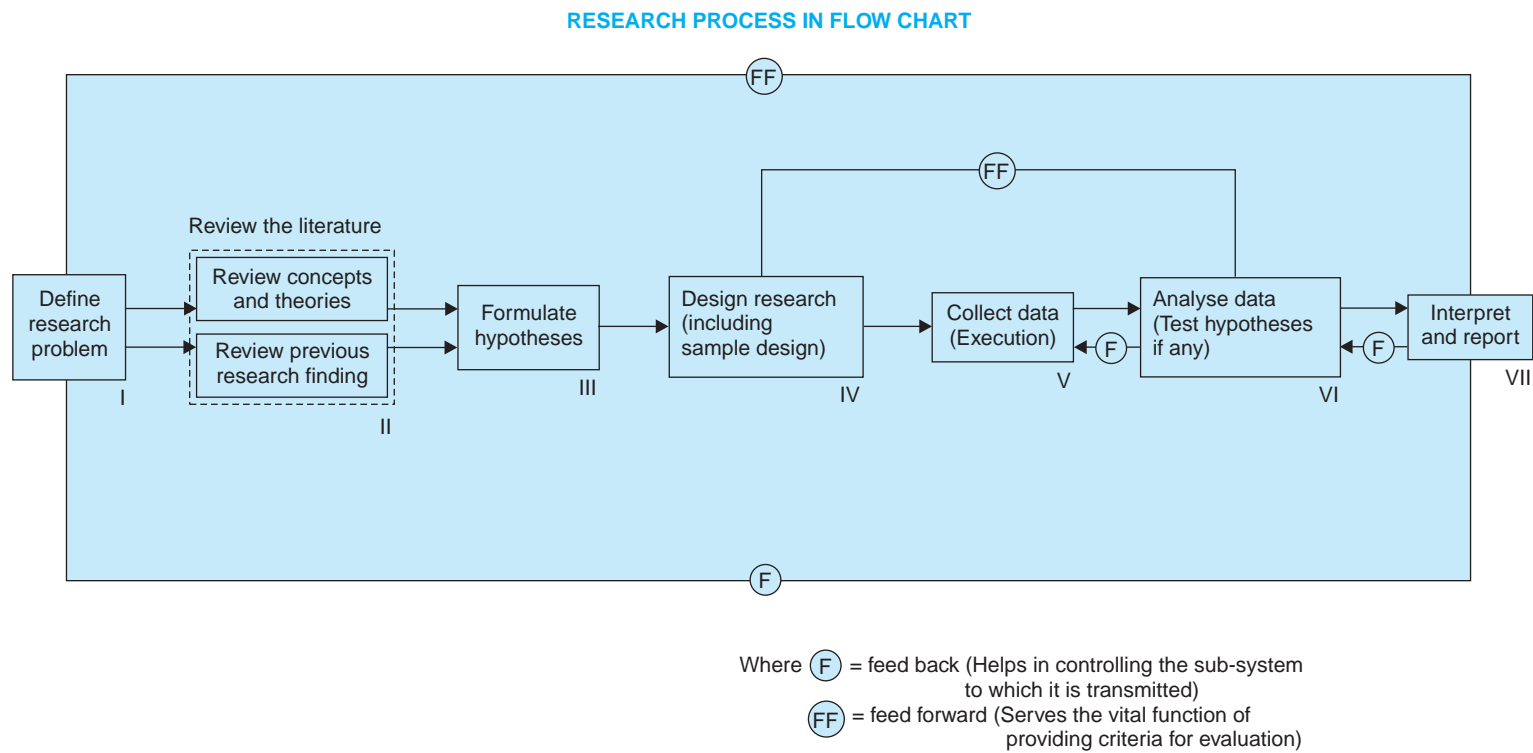 RESEARCH PROCESS IN FLOW CHART
FF
FF
Review the literature
Define
research
problem
I
Review concepts
and theories
Review previous
research finding
II
Formulate
hypotheses
III
Design research
(including
sample design)
IV
Collect data
(Execution)
V
F
Analyse data
(Test hypotheses
if any)
VI
F
Interpret
and report
VII
F
Where F = feed back (Helps in controlling the sub-system
to which it is transmitted)
FF = feed forward (Serves the vital function of
providing criteria for evaluation)